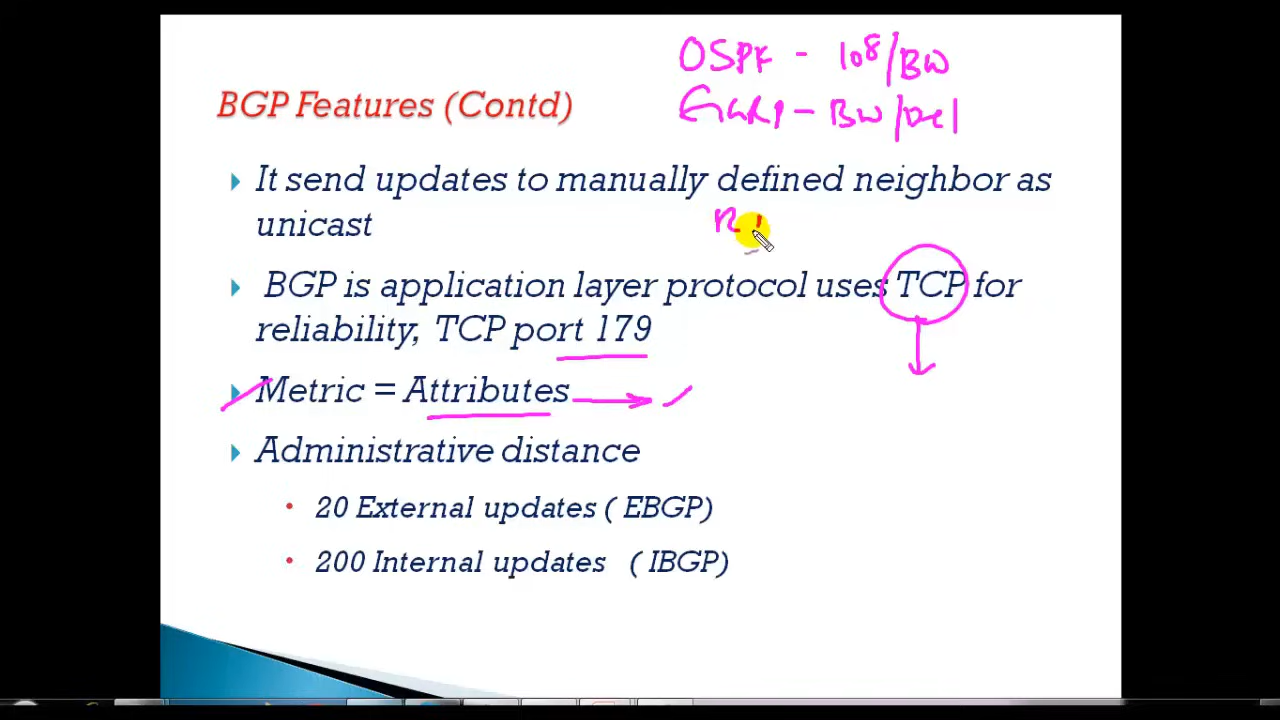 OSPF - 10⁸/BW
EIGRP - BW/Del
BGP Features (Contd)
It send updates to manually defined neighbor as
unicast
BGP is application layer protocol uses TCP for
reliability, TCP port 179
Metric = Attributes
Administrative distance
20 External updates ( EBGP)
200 Internal updates ( IBGP)